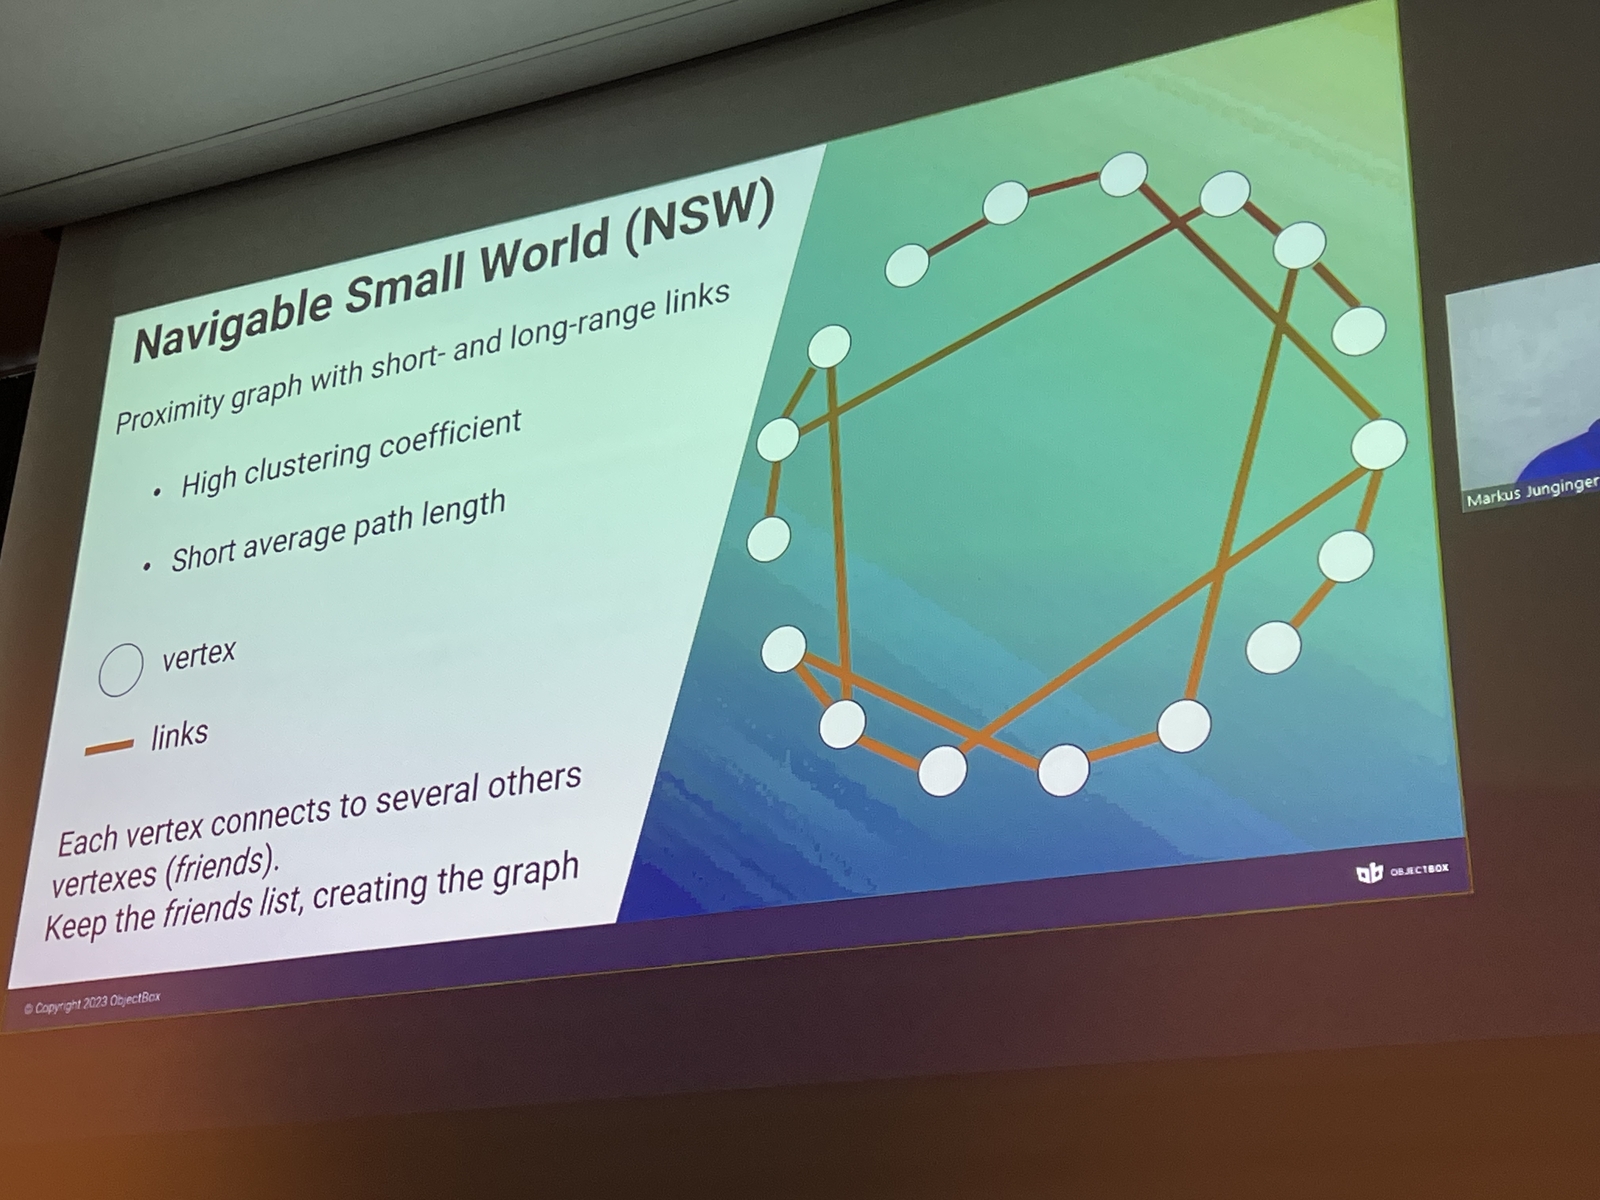 Navigable Small World (NSW)
Proximity graph with short- and long-range links
• High clustering coefficient
• Short average path length
vertex
links
Each vertex connects to several others
vertexes (friends).
Keep the friends list, creating the graph
© Copyright 2023 ObjectBox
OBJECTBOX
Markus Junginger